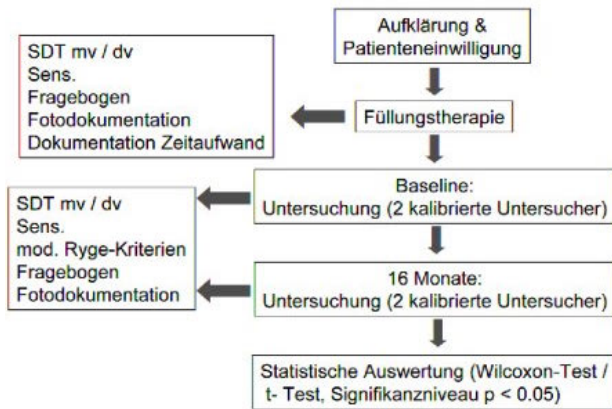 Aufklärung &
Patienteneinwilligung
SDT mv / dv
Sens.
Fragebogen
Fotodokumentation
Dokumentation Zeitaufwand
Füllungstherapie
Baseline:
Untersuchung (2 kalibrierte Untersucher)
SDT mv / dv
Sens.
mod. Ryge-Kriterien
Fragebogen
Fotodokumentation
16 Monate:
Untersuchung (2 kalibrierte Untersucher)
Statistische Auswertung (Wilcoxon-Test /
t- Test, Signifikanzniveau p < 0.05)